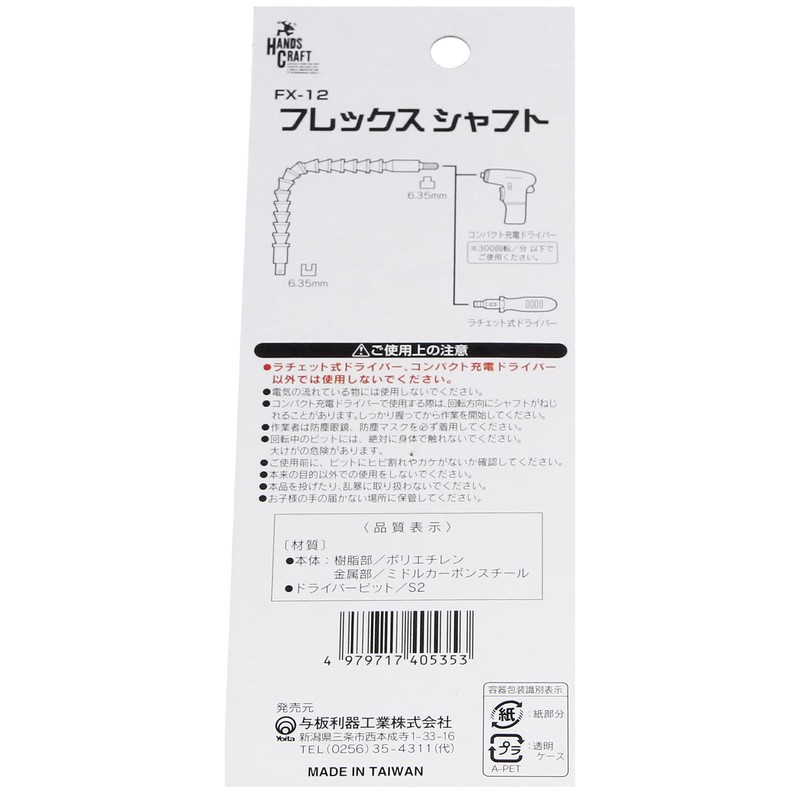 HANDS
CRAFT
FX-12
フレックスシャフト
6.35mm
6.35mm
コンパクト充電ドライバー
※300回転／分 以下で
ご使用ください。
ラチェット式ドライバー
ご使用上の注意
●ラチェット式ドライバー、コンパクト充電ドライバー
以外では使用しないでください。
●電気の流れている物には使用しないでください。
●コンパクト充電ドライバーで使用する際は、回転方向にシャフトがねじ
れることがあります。しっかり握ってから作業を開始してください。
●作業者は防塵眼鏡、防塵マスクを必ず着用してください。
●回転中のビットには、絶対に身体で触れないでください。
大けがの危険があります。
●ご使用前に、ビットにヒビ割れやカケがないか確認してください。
●本来の目的以外での使用をしないでください。
●本品を投げたり、乱暴に取り扱わないでください。
●お子様の手の届かない場所に保管してください。
〈品質表示〉
〔材質〕
●本体：樹脂部／ポリエチレン
金属部／ミドルカーボンスチール
●ドライバービット／S2
4 979717 405353
発売元
Yoita
与板利器工業株式会社
新潟県三条市西本成寺1-33-16
TEL(0256)35-4311(代)
MADE IN TAIWAN
容器包装識別表示
紙：紙部分
プラ：透明
ケース
A-PET